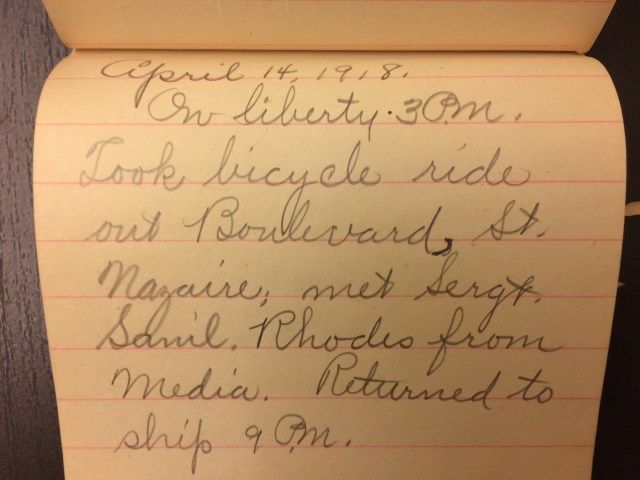 April 14, 1918.
On liberty. 3 P.M.
Took bicycle ride
out Boulevard, St.
Nazaire; met Sergt.
Saml. Rhodes from
Media. Returned to
ship 9 P.M.